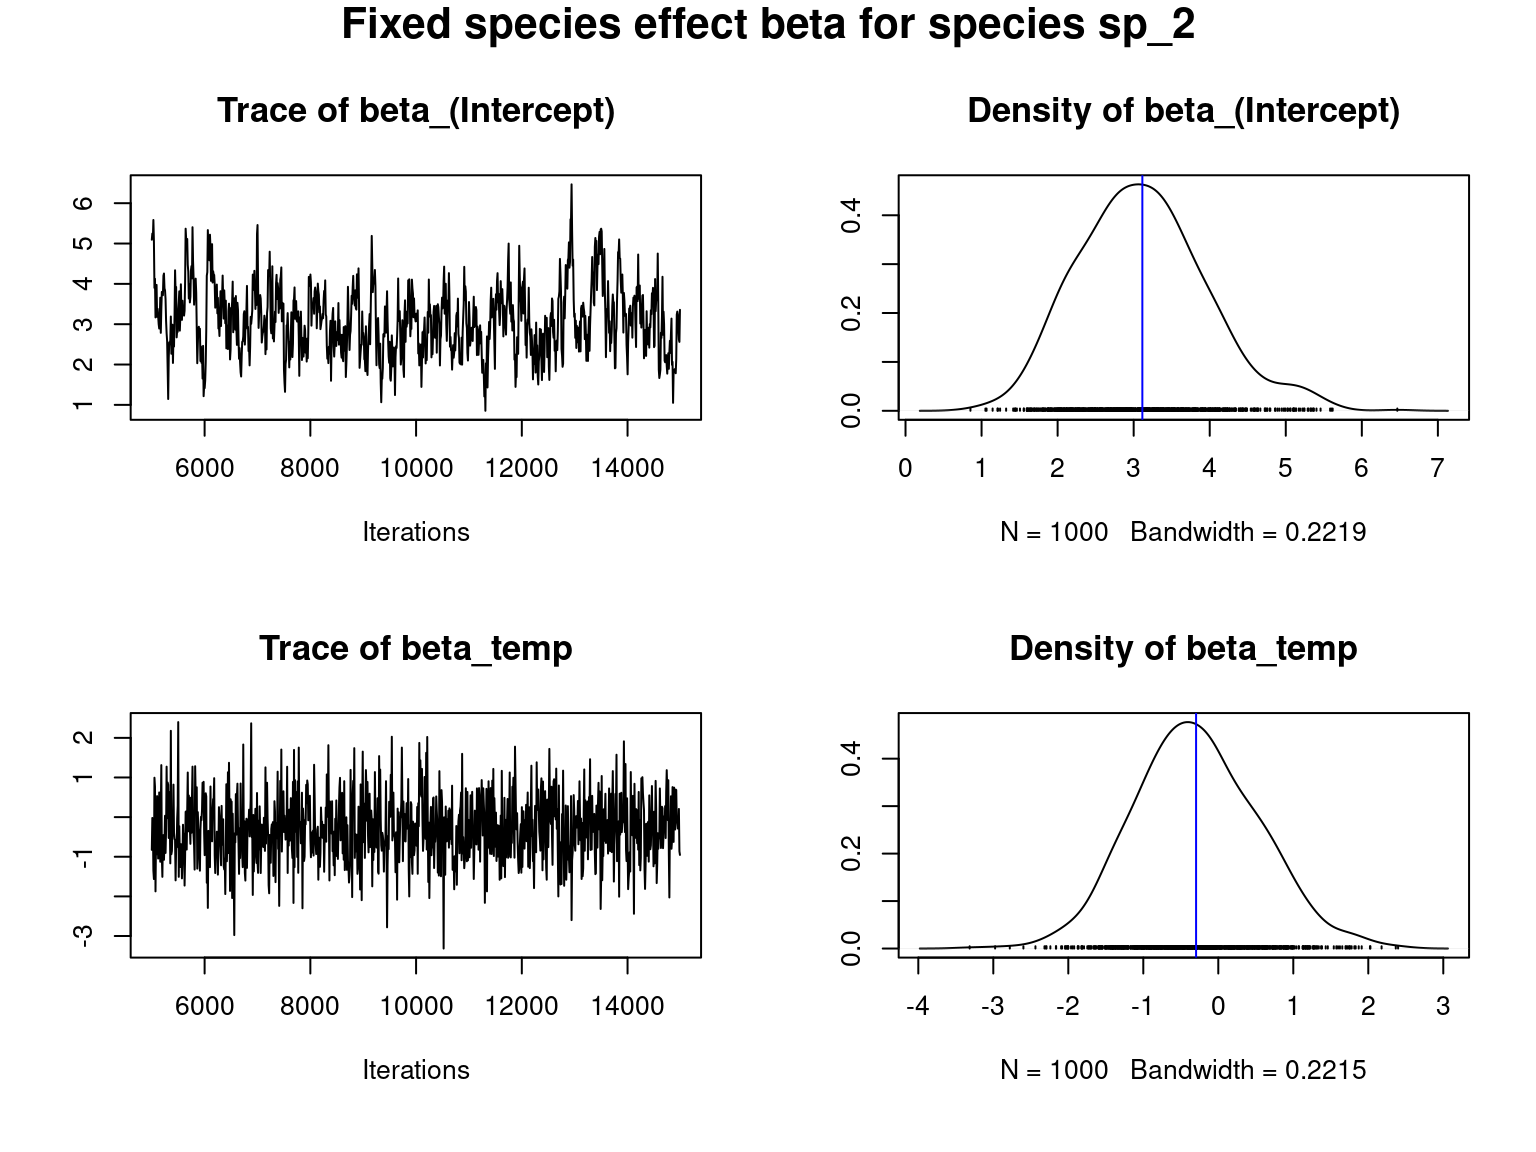 Fixed species effect beta for species sp_2
Trace of beta_(Intercept)
6
5
4
3
2
1
6000 8000 10000 12000 14000
Iterations
Density of beta_(Intercept)
0.4
0.2
0.0
0 1 2 3 4 5 6 7
N = 1000 Bandwidth = 0.2219
Trace of beta_temp
2
1
-1
-3
6000 8000 10000 12000 14000
Iterations
Density of beta_temp
0.4
0.2
0.0
-4 -3 -2 -1 0 1 2 3
N = 1000 Bandwidth = 0.2215